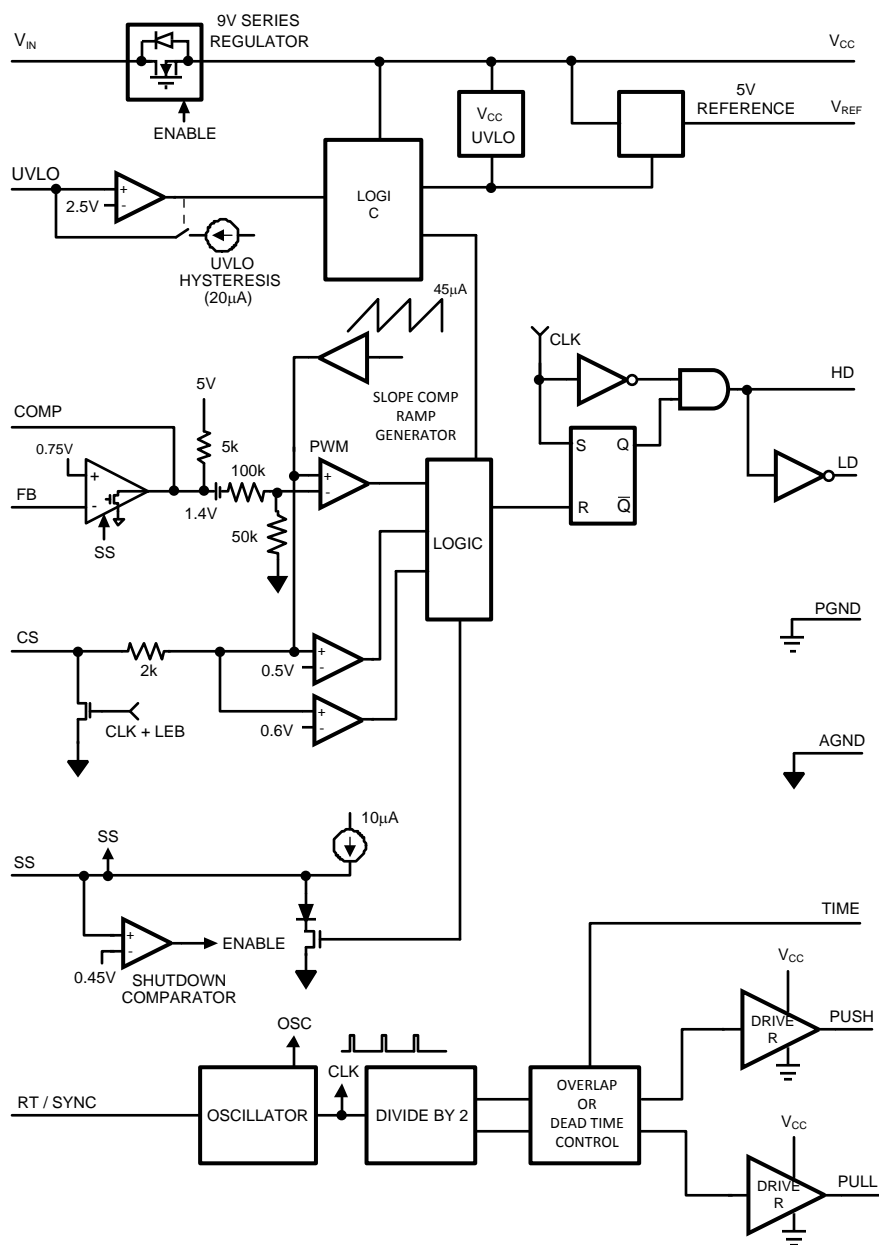 9V SERIES
REGULATOR
VIN
VCC
ENABLE
5V
REFERENCE
VREF
VCC
UVLO
UVLO
+
2.5V
-
LOGI
C
UVLO
HYSTERESIS
(20µA)
45µA
CLK
5V
SLOPE COMP
RAMP
GENERATOR
HD
COMP
5k
0.75V
PWM
100k
S
Q
LD
+
+
FB
-
-
1.4V
R
Q̅
50k
SS
LOGIC
PGND
CS
2k
+
0.5V
-
+
0.6V
-
CLK + LEB
AGND
10µA
SS
SS
+
ENABLE
-
0.45V
SHUTDOWN
COMPARATOR
TIME
VCC
OSC
DRIVE
R
PUSH
CLK
RT / SYNC
OSCILLATOR
DIVIDE BY 2
OVERLAP
OR
DEAD TIME
CONTROL
VCC
DRIVE
R
PULL